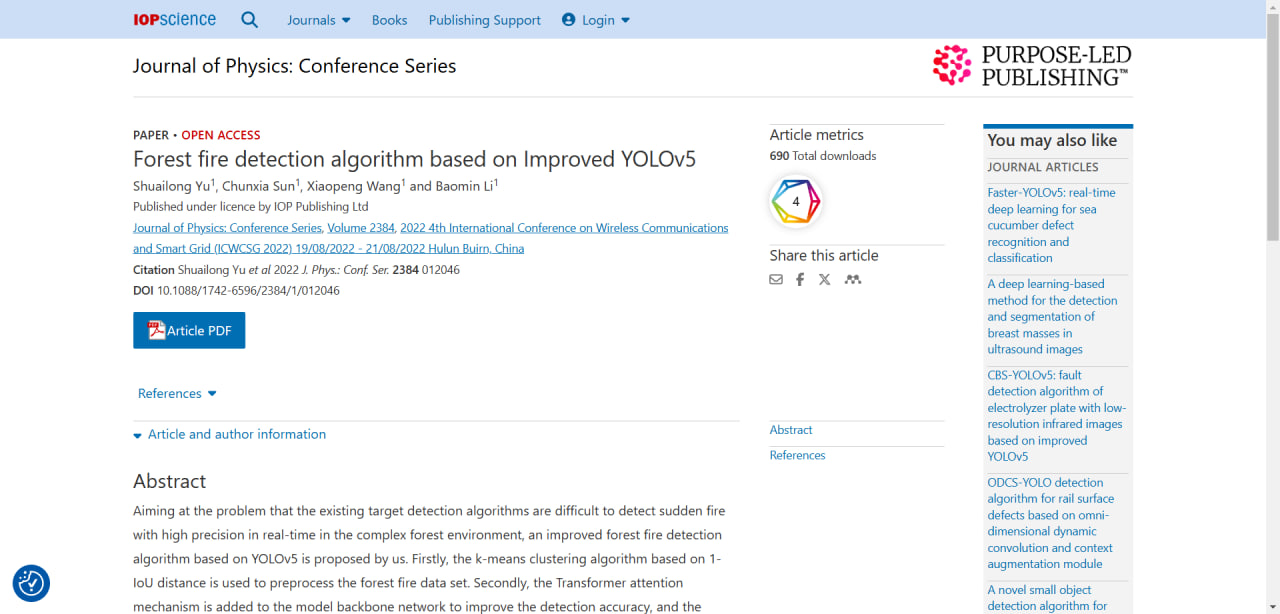 IOPscience Journals Books Publishing Support Login
Journal of Physics: Conference Series
PURPOSE-LED
PUBLISHING™
PAPER • OPEN ACCESS
Forest fire detection algorithm based on Improved YOLOv5
Shuailong Yu1, Chunxia Sun1, Xiaopeng Wang1 and Baomin Li1
Published under licence by IOP Publishing Ltd
Journal of Physics: Conference Series, Volume 2384, 2022 4th International Conference on Wireless Communications
and Smart Grid (ICWCSG 2022) 19/08/2022 - 21/08/2022 Hulun Buirn, China
Citation Shuailong Yu et al 2022 J. Phys.: Conf. Ser. 2384 012046
DOI 10.1088/1742-6596/2384/1/012046
Article PDF
References
Article and author information
Abstract
Aiming at the problem that the existing target detection algorithms are difficult to detect sudden fire
with high precision in real-time in the complex forest environment, an improved forest fire detection
algorithm based on YOLOv5 is proposed by us. Firstly, the k-means clustering algorithm based on 1-
IoU distance is used to preprocess the forest fire data set. Secondly, the Transformer attention
mechanism is added to the model backbone network to improve the detection accuracy, and the
Article metrics
690 Total downloads
4
Share this article
Abstract
References
You may also like
JOURNAL ARTICLES
Faster-YOLOv5: real-time
deep learning for sea
cucumber defect
recognition and
classification
A deep learning-based
method for the detection
and segmentation of
breast masses in
ultrasound images
CBS-YOLOv5: fault
detection algorithm of
electrolyzer plate with low-
resolution infrared images
based on improved
YOLOv5
ODCS-YOLO detection
algorithm for rail surface
defects based on omni-
dimensional dynamic
convolution and context
augmentation module
A novel small object
detection algorithm for